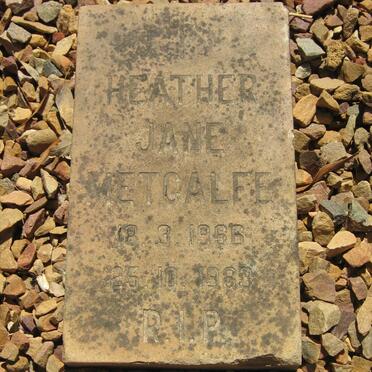 HEATHER
JANE
METCALFE
18.3.1966
25.10.1983
R.I.P.